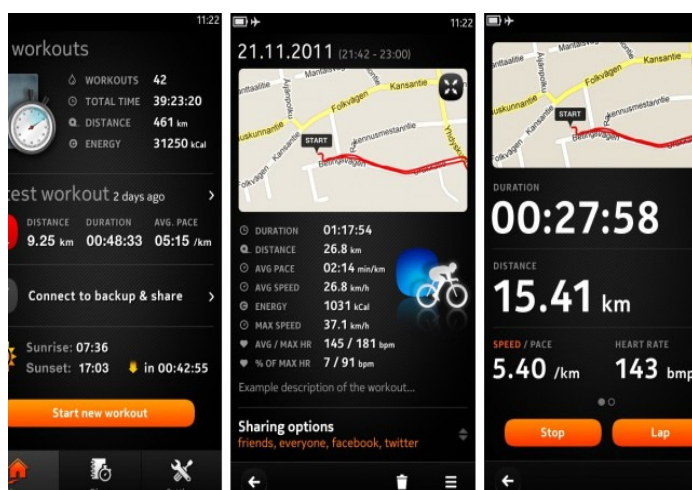 11:22
workouts
WORKOUTS 42
TOTAL TIME 39:23:20
DISTANCE 461 km
ENERGY 31250 kCal
test workout 2 days ago
DISTANCE DURATION AVG. PACE
9.25 km 00:48:33 05:15 /km
Connect to backup & share
Sunrise: 07:36
Sunset: 17:03 in 00:42:55
Start new workout
11:22
21.11.2011 (21:42 - 23:00)
Kansantie
Folkvägen
START
Kansantie
DURATION 01:17:54
DISTANCE 26.8 km
AVG PACE 02:14 min/km
AVG SPEED 26.8 km/h
ENERGY 1031 kCal
MAX SPEED 37.1 km/h
AVG / MAX HR 145 / 181 bpm
% OF MAX HR 7 / 91 bpm
Example description of the workout...
Sharing options
friends, everyone, facebook, twitter
Kansantie
Folkvägen
START
Kansantie
DURATION
00:27:58
DISTANCE
15.41 km
SPEED / PACE HEART RATE
5.40 /km 143 bmp
Stop Lap